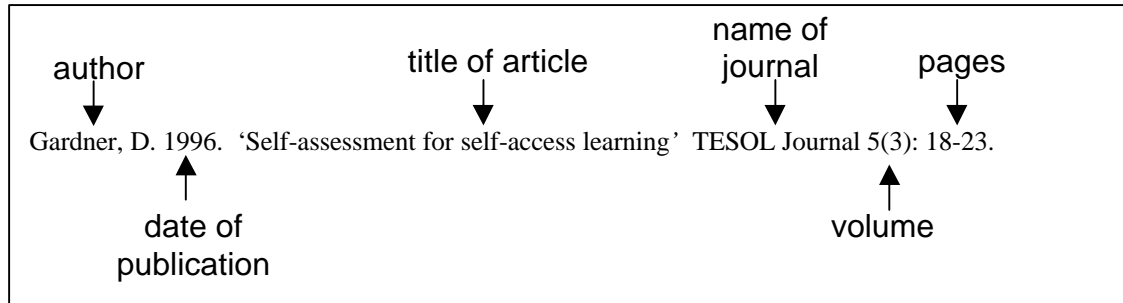 author
title of article
name of
journal
pages
Gardner, D. 1996.  ‘Self-assessment for self-access learning’  TESOL Journal 5(3): 18-23.
date of
publication
volume